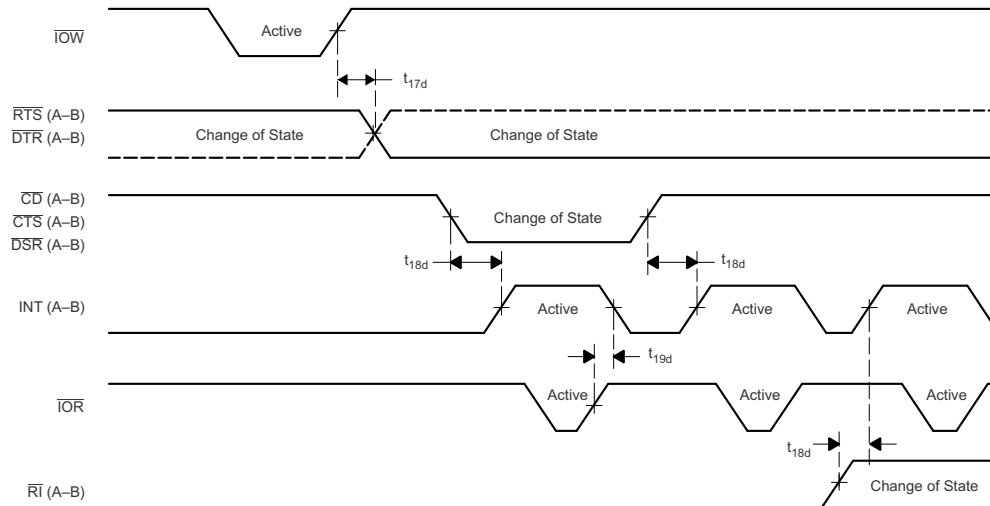 IOW
Active
t17d
RTS (A–B)
DTR (A–B)
Change of State
Change of State
CD (A–B)
CTS (A–B)
DSR (A–B)
Change of State
t18d
t18d
INT (A–B)
Active
Active
Active
t19d
IOR
Active
Active
Active
t18d
RI (A–B)
Change of State